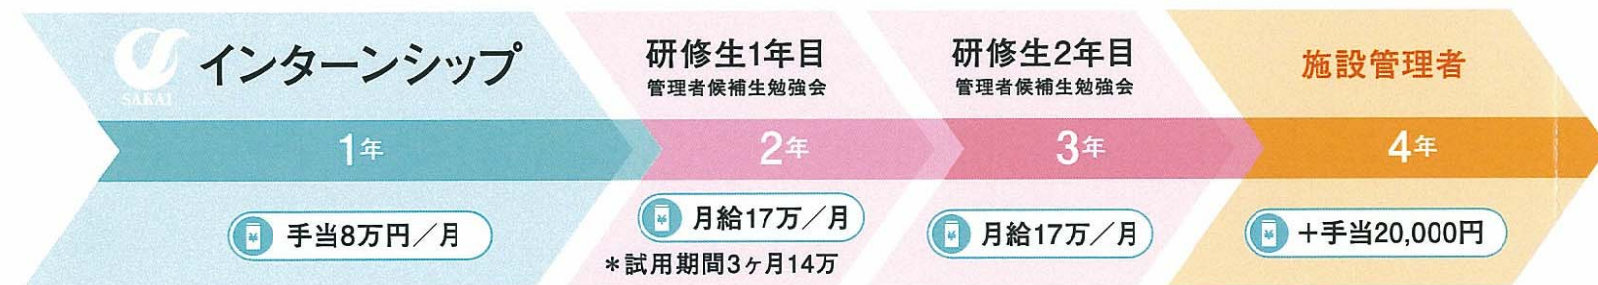 SAKAI
インターンシップ
1年
手当8万円／月
研修生1年目
管理者候補生勉強会
2年
月給17万／月
＊試用期間3ヶ月14万
研修生2年目
管理者候補生勉強会
3年
月給17万／月
施設管理者
4年
＋手当20,000円